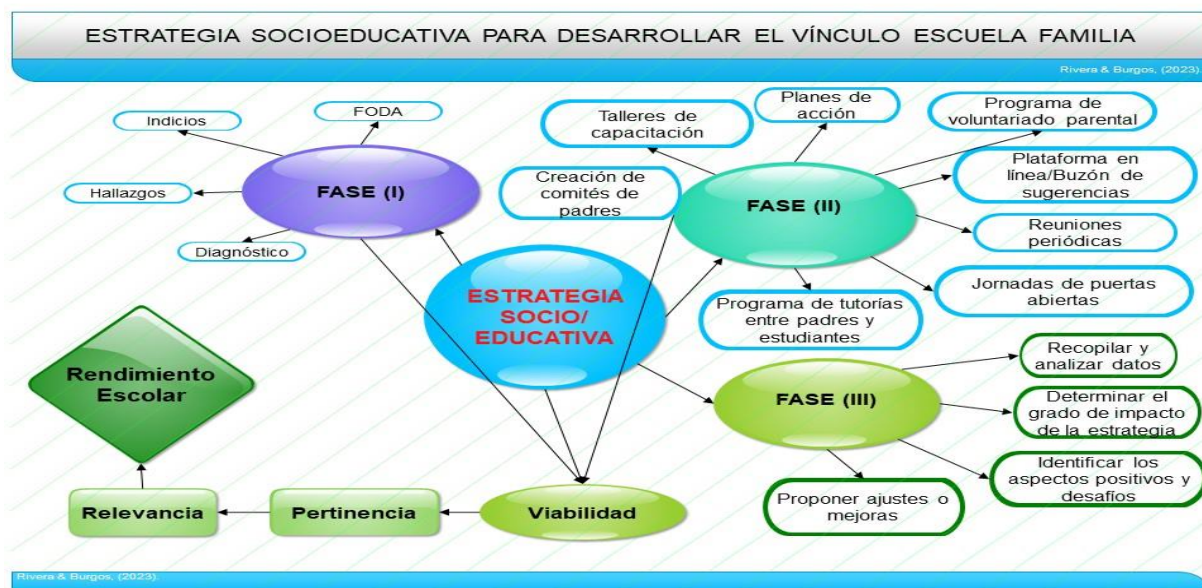 ESTRATEGIA SOCIOEDUCATIVA PARA DESARROLLAR EL VÍNCULO ESCUELA FAMILIA
Rivera & Burgos, (2023).
Indicios
FODA
Hallazgos
Diagnóstico
FASE (I)
Talleres de
capacitación
Planes de
acción
Programa de
voluntariado parental
Creación de
comités de
padres
FASE (II)
Plataforma en
línea/Buzón de
sugerencias
Reuniones
periódicas
Jornadas de puertas
abiertas
Programa de tutorías
entre padres y
estudiantes
ESTRATEGIA
SOCIO/
EDUCATIVA
FASE (III)
Recopilar y
analizar datos
Determinar el
grado de impacto
de la estrategia
Identificar los
aspectos positivos y
desafíos
Proponer ajustes o
mejoras
Rendimiento
Escolar
Relevancia
Pertinencia
Viabilidad
Rivera & Burgos, (2023).